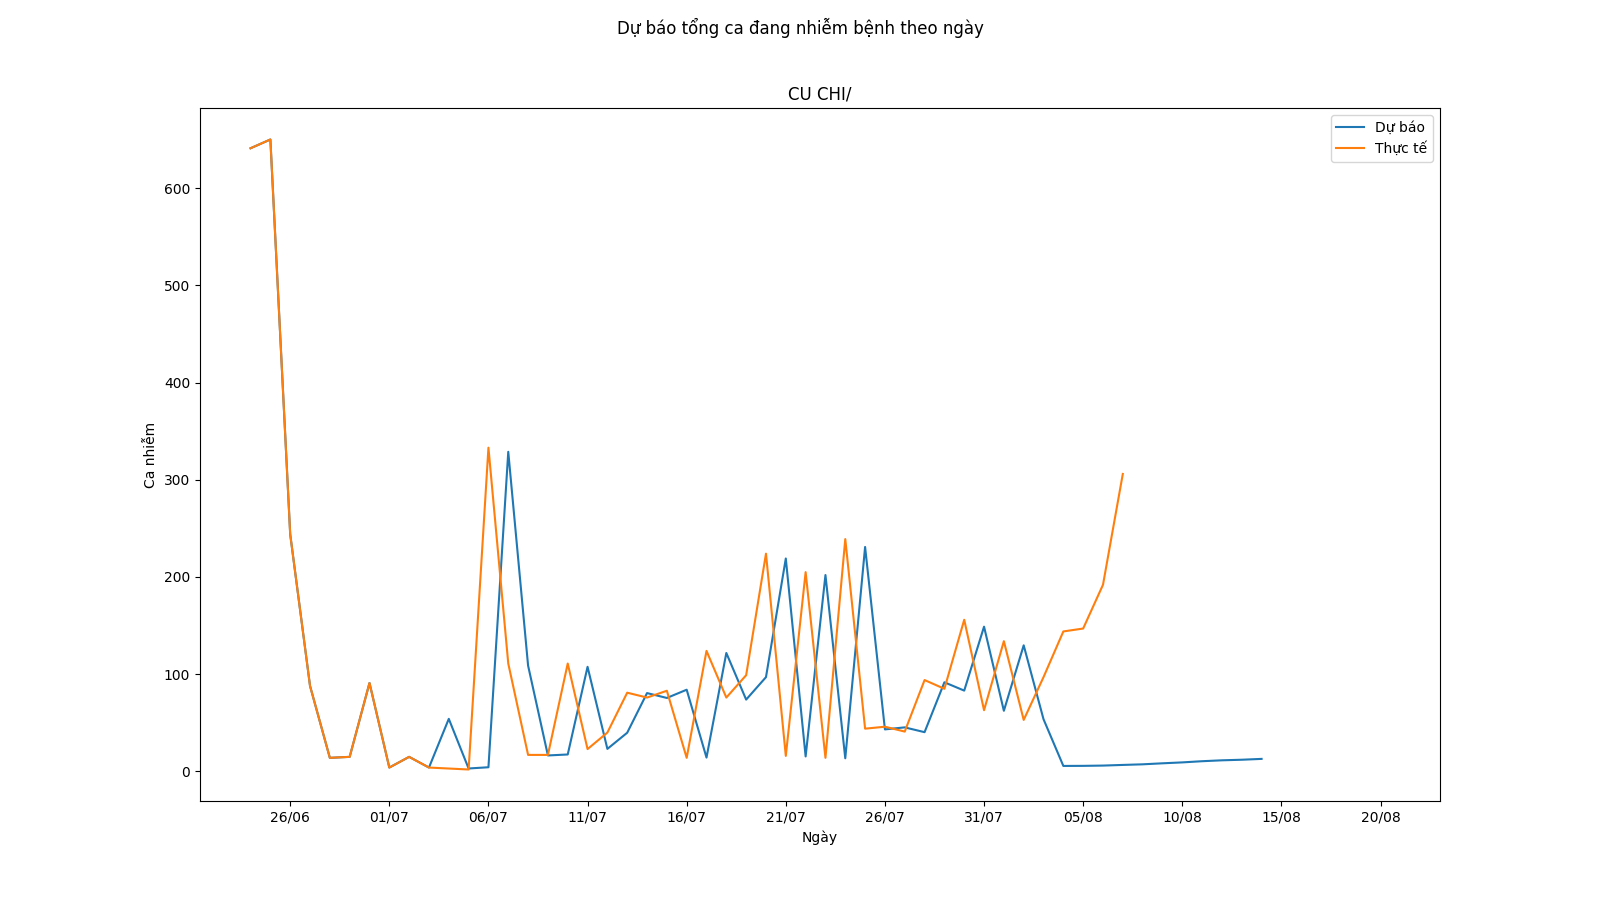 Dự báo tổng ca đang nhiễm bệnh theo ngày
CU CHI/
Dự báo
Thực tế
600
500
400
300
200
100
0
Ca nhiễm
26/06 01/07 06/07 11/07 16/07 21/07 26/07 31/07 05/08 10/08 15/08 20/08
Ngày